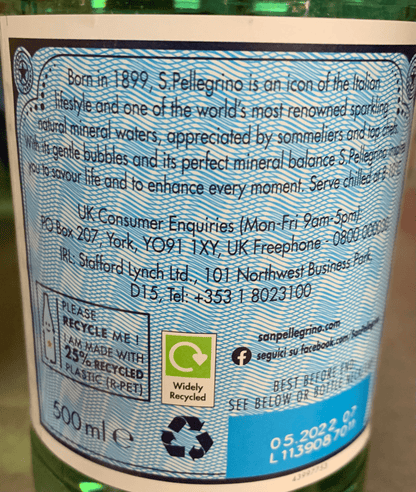 Born in 1899, S.Pellegrino is an icon of the Italian
lifestyle and one of the world's most renowned sparkling
natural mineral waters, appreciated by sommeliers and top
With its gentle bubbles and its perfect mineral balance S.Pellegrino
you to savour life and to enhance every moment. Serve chilled at
UK Consumer Enquiries (Mon-Fri 9am-5pm)
PO Box 207, York, YO91 1XY, UK Freephone - 0800
IRL: Stafford Lynch Ltd., 101 Northwest Business Park,
D15, Tel: +353 1 8023100
PLEASE
RECYCLE ME !
I AM MADE WITH
25% RECYCLED
PLASTIC (R-PET)
Widely
Recycled
sanpellegrino.com
seguici su facebook.com/
BEST BEFORE END:
SEE BELOW OR BOTTLE
500 ml e
05.2022 07
L113908